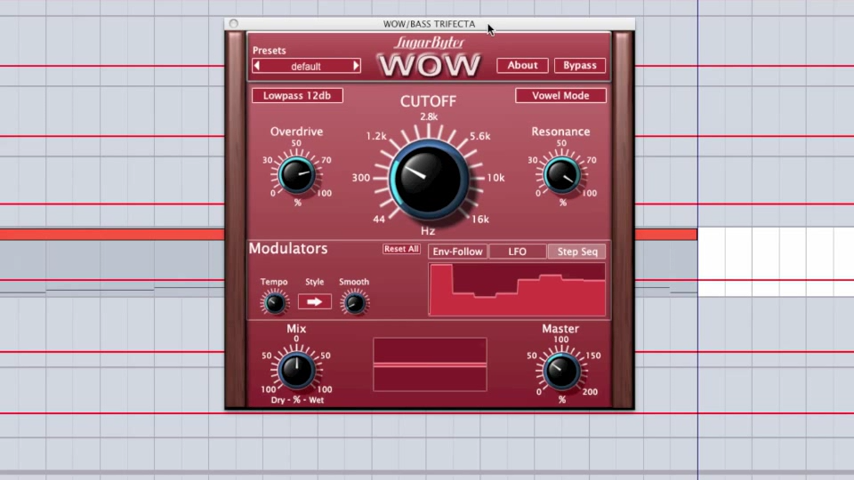 WOW/BASS TRIFECTA
Presets
default
SugarBytes
WOW
About
Bypass
Lowpass 12db
CUTOFF
Vowel Mode
2.8k
Overdrive
Resonance
1.2k
5.6k
50
50
30
70
30
70
300
10k
0
100
0
100
%
44
16k
%
Hz
Modulators
Reset All
Env-Follow
LFO
Step Seq
Tempo
Style
Smooth
Mix
Master
0
100
50
50
50
150
100
100
0
200
Dry - % - Wet
%